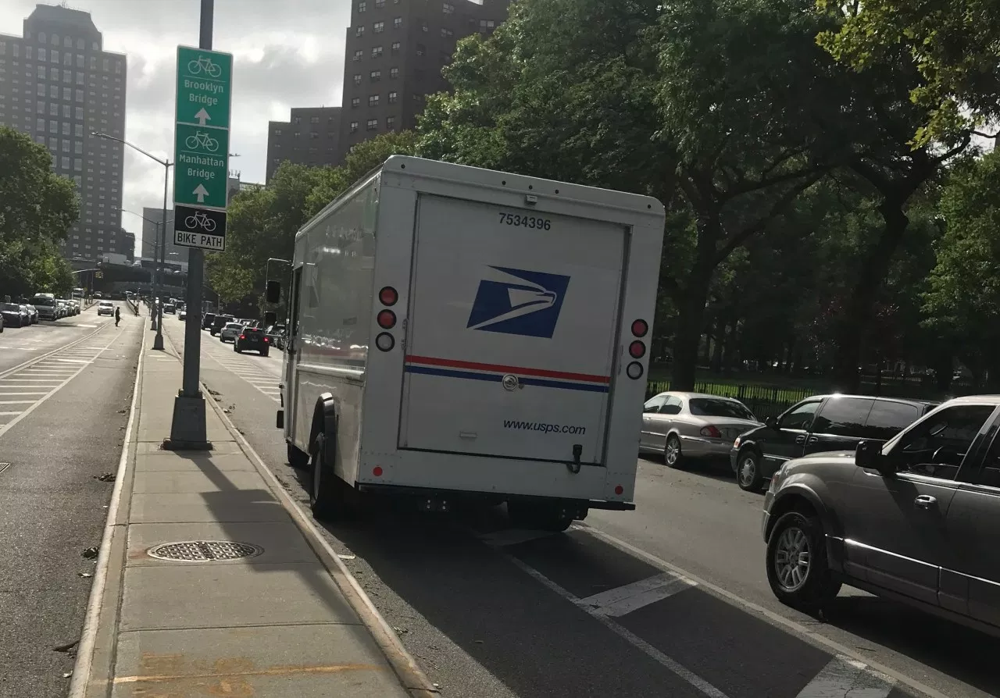 Brooklyn
Bridge
Manhattan
Bridge
BIKE PATH
7534396
www.usps.com